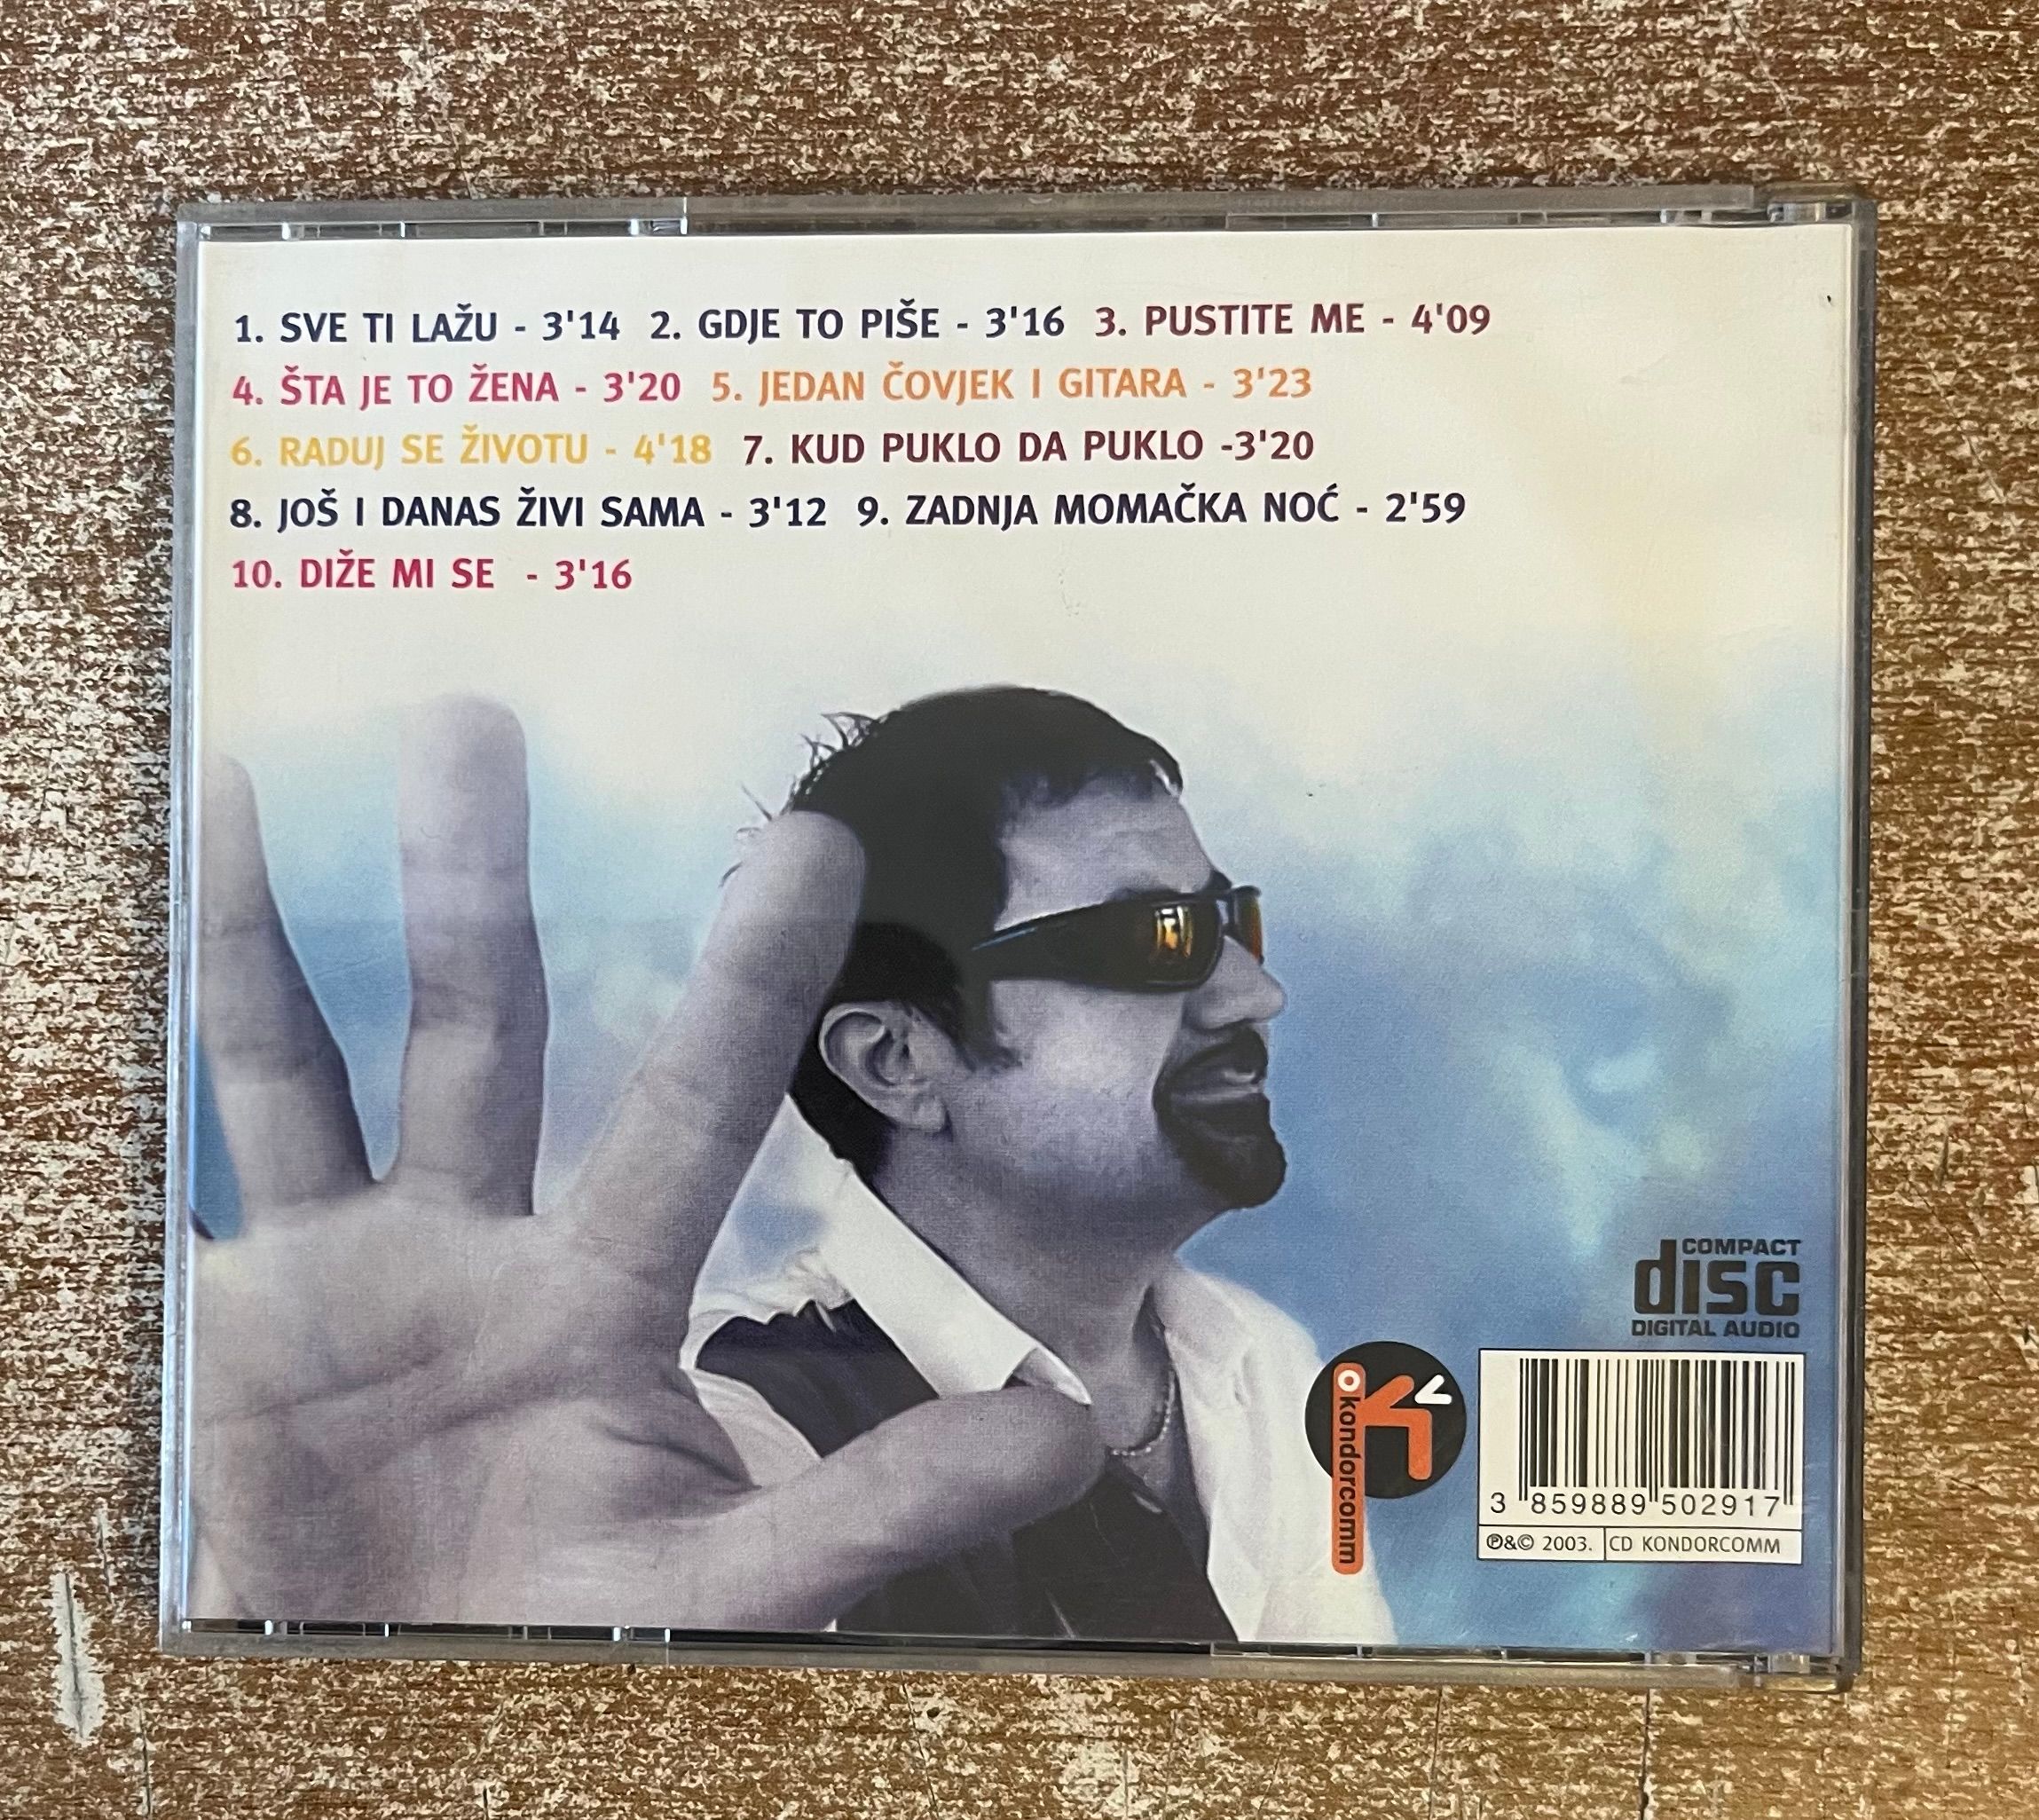 1. SVE TI LAŽU - 3'14 2. GDJE TO PIŠE - 3'16 3. PUSTITE ME - 4'09
4. ŠTA JE TO ŽENA - 3'20 5. JEDAN ČOVJEK I GITARA - 3'23
6. RADUJ SE ŽIVOTU - 4'18 7. KUD PUKLO DA PUKLO -3'20
8. JOŠ I DANAS ŽIVI SAMA - 3'12 9. ZADNJA MOMAČKA NOĆ - 2'59
10. DIŽE MI SE - 3'16
COMPACT
disc
DIGITAL AUDIO
K
kondorcomm
3 859889 502917
℗&© 2003. CD KONDORCOMM